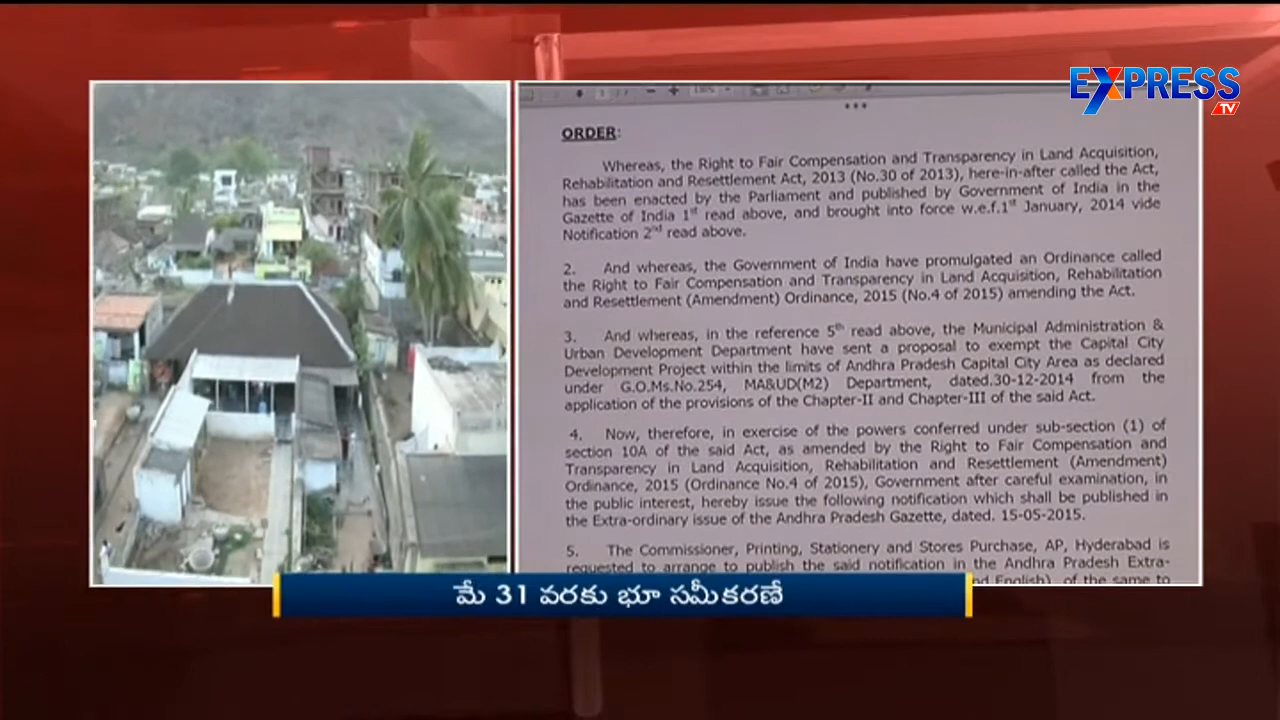 EXPRESS
TV
ORDER:
Whereas, the Right to Fair Compensation and Transparency in Land Acquisition,
Rehabilitation and Resettlement Act, 2013 (No.30 of 2013), here-in-after called the Act,
has been enacted by the Parliament and published by Government of India in the
Gazette of India 1st read above, and brought into force w.e.f.1st January, 2014 vide
Notification 2nd read above.
2. And whereas, the Government of India have promulgated an Ordinance called
the Right to Fair Compensation and Transparency in Land Acquisition, Rehabilitation
and Resettlement (Amendment) Ordinance, 2015 (No.4 of 2015) amending the Act.
3. And whereas, in the reference 5th read above, the Municipal Administration &
Urban Development Department have sent a proposal to exempt the Capital City
Development Project within the limits of Andhra Pradesh Capital City Area as declared
under G.O.Ms.No.254, MA&UD(M2) Department, dated.30-12-2014 from the
application of the provisions of the Chapter-II and Chapter-III of the said Act.
4. Now, therefore, in exercise of the powers conferred under sub-section (1) of
section 10A of the said Act, as amended by the Right to Fair Compensation and
Transparency in Land Acquisition, Rehabilitation and Resettlement (Amendment)
Ordinance, 2015 (Ordinance No.4 of 2015), Government after careful examination, in
the public interest, hereby issue the following notification which shall be published in
the Extra-ordinary issue of the Andhra Pradesh Gazette, dated. 15-05-2015.
5. The Commissioner, Printing, Stationery and Stores Purchase, AP, Hyderabad is
requested to arrange to publish the said notification in the Andhra Pradesh Extra-
English), of the same to
మే 31 వరకు భూ సమీకరణే